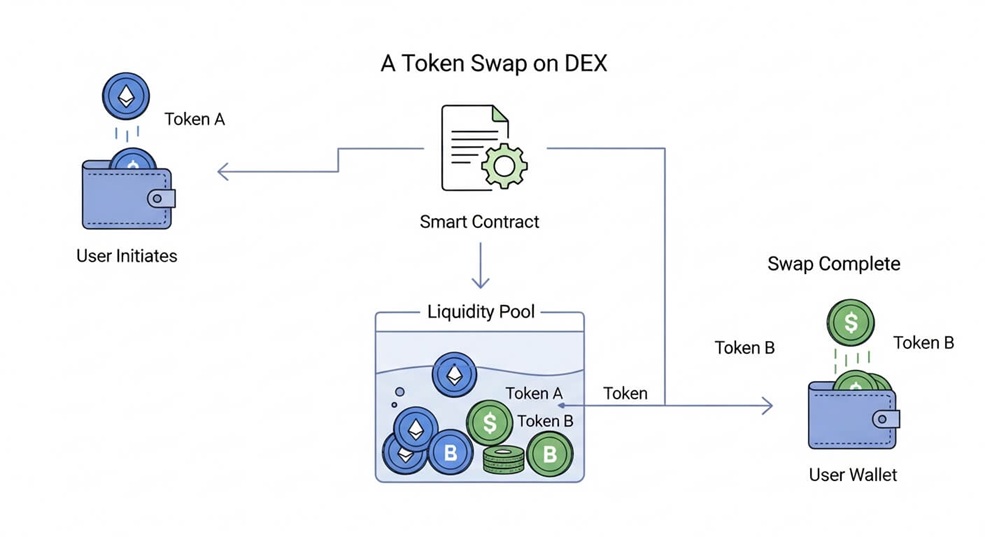 A Token Swap on DEX
Token A
User Initiates
Smart Contract
Swap Complete
Liquidity Pool
Token B
Token B
Token A
Token
Token B
$
$
B
B
$
User Wallet